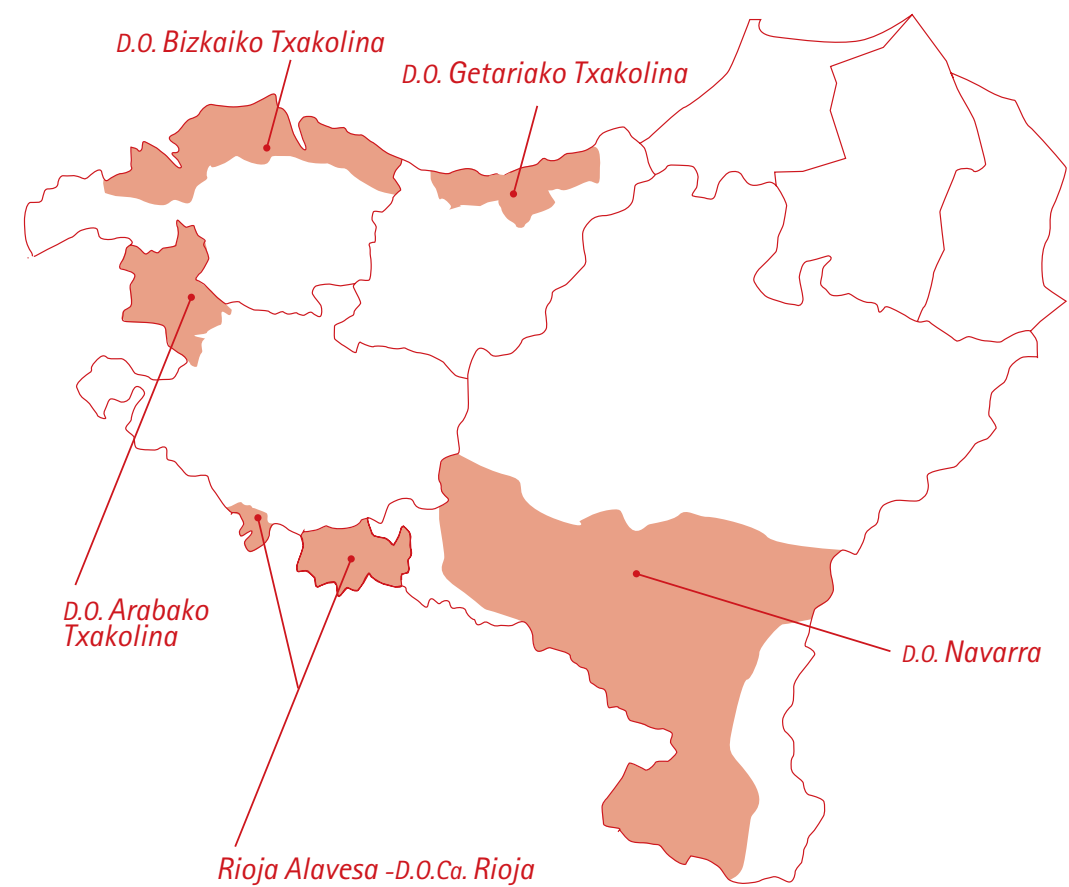 D.O. Bizkaiko Txakolina
D.O. Getariako Txakolina
D.O. Arabako
Txakolina
D.O. Navarra
Rioja Alavesa -D.O.Ca. Rioja